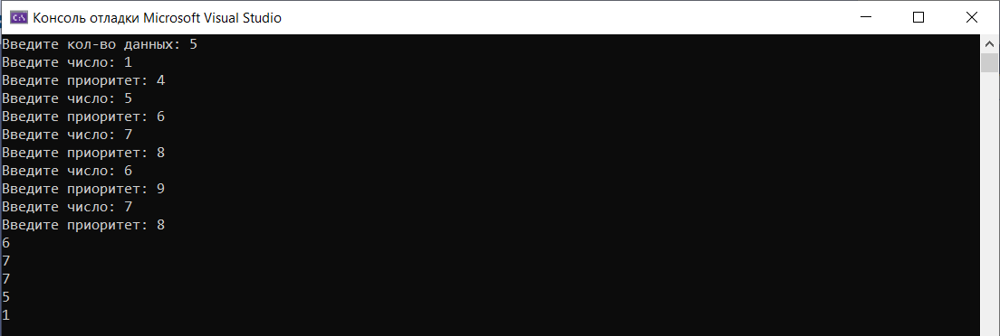 Консоль отладки Microsoft Visual Studio
Введите кол-во данных: 5
Введите число: 1
Введите приоритет: 4
Введите число: 5
Введите приоритет: 6
Введите число: 7
Введите приоритет: 8
Введите число: 6
Введите приоритет: 9
Введите число: 7
Введите приоритет: 8
6
7
7
5
1